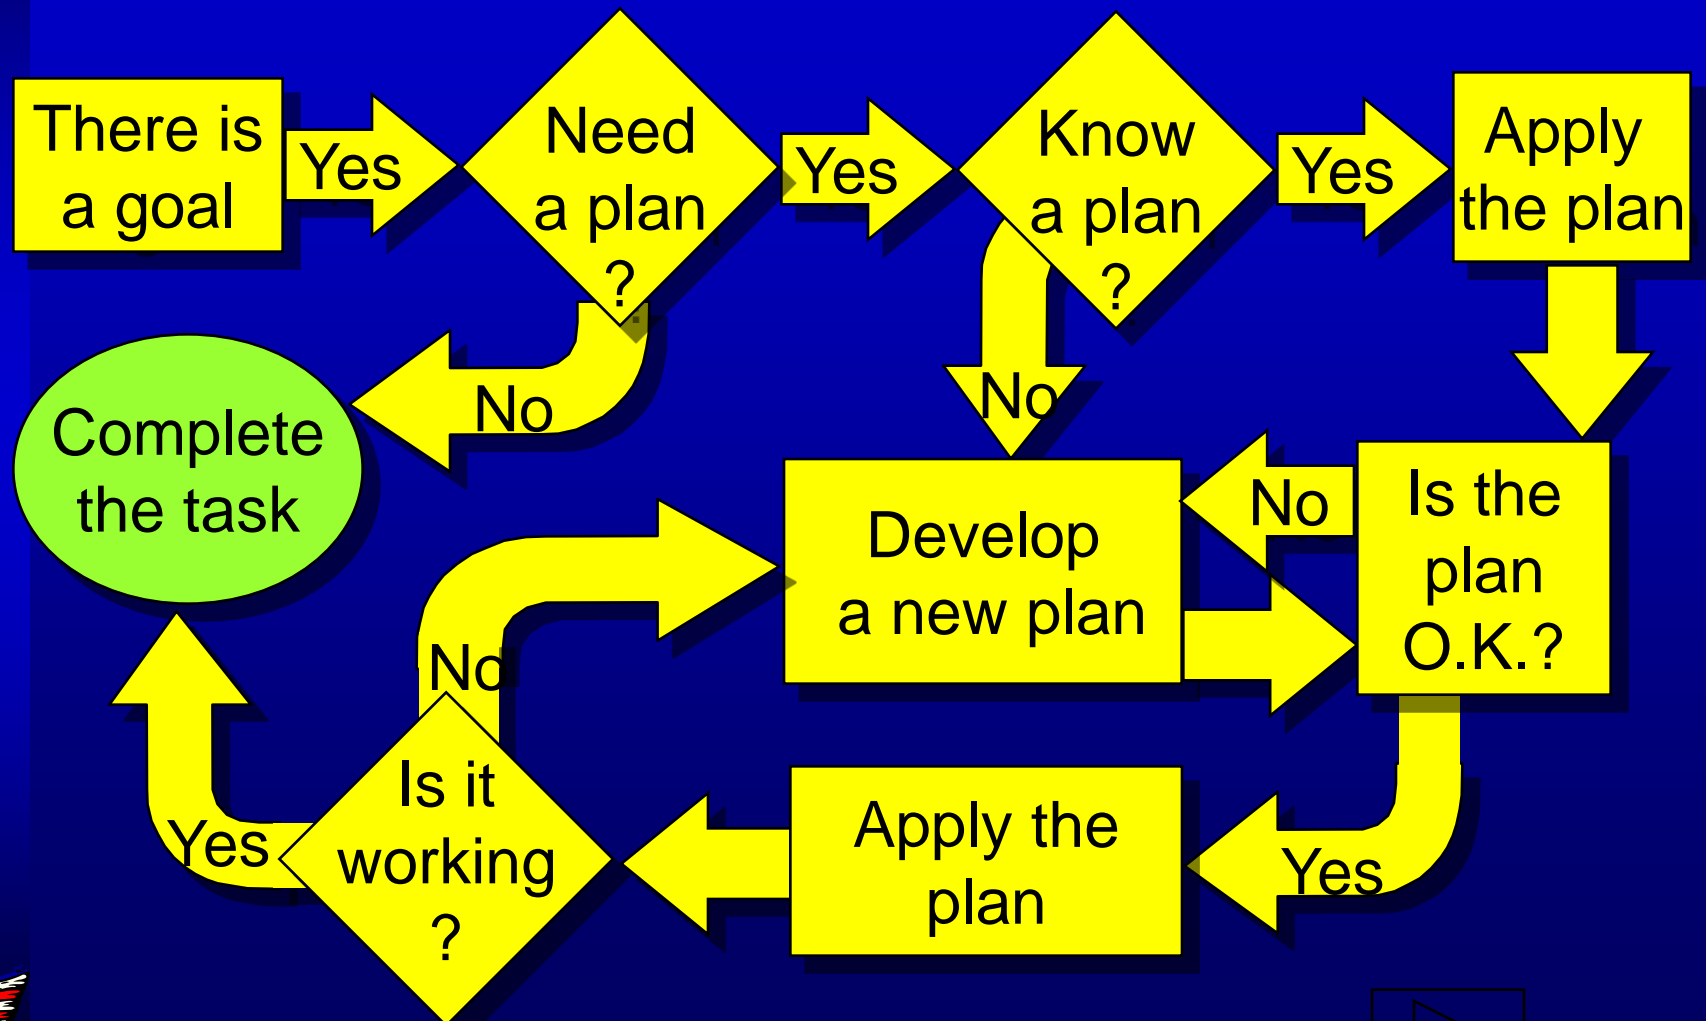 There is
a goal
Yes
Need
a plan
?
Yes
Know
a plan
?
Yes
Apply
the plan
No
No
Complete
the task
Develop
a new plan
No
Is the
plan
O.K.?
No
Yes
Is it
working
?
Apply the
plan
Yes